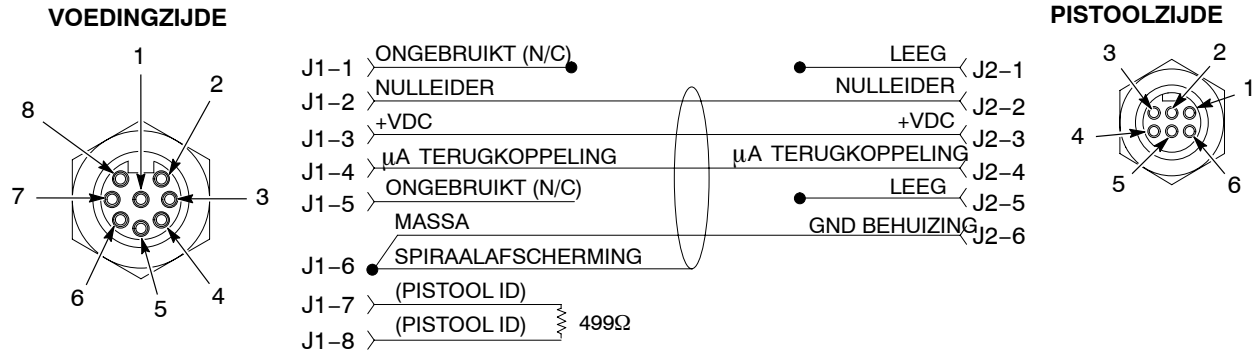 VOEDINGZIJDE
PISTOOLZIJDE
1
2
8
7
3
6
5
4
J1−1 ONGEBRUIKT (N/C) LEEG J2−1
J1−2 NULLEIDER NULLEIDER J2−2
J1−3 +VDC +VDC J2−3
J1−4 μA TERUGKOPPELING μA TERUGKOPPELING J2−4
J1−5 ONGEBRUIKT (N/C) LEEG J2−5
MASSA GND BEHUIZING J2−6
J1−6 SPIRAALAFSCHERMING
J1−7 (PISTOOL ID)
499Ω
J1−8 (PISTOOL ID)
3
2
1
4
5
6